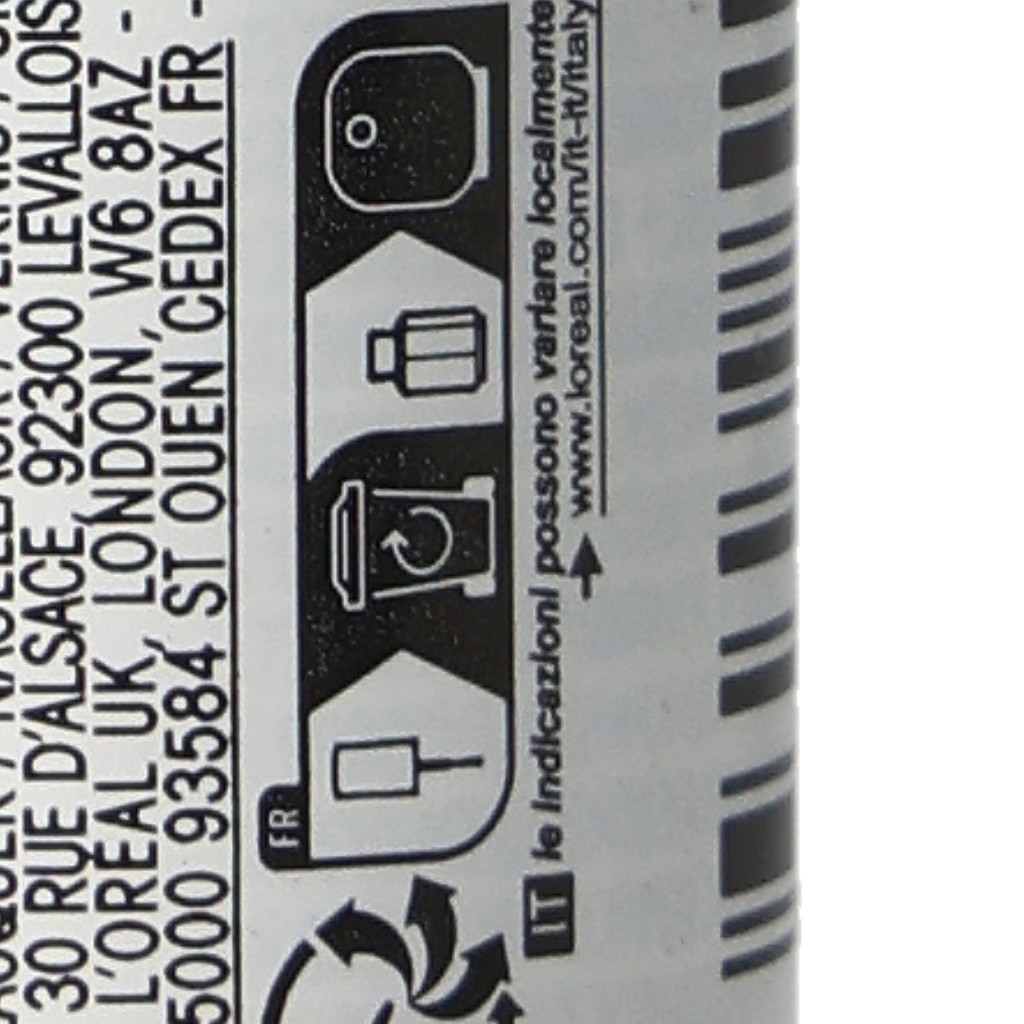 30 RUE D'ALSACE, 92300 LEVALLOIS
L'OREAL UK, LONDON, W6 8AZ -
5000 93584 ST OUEN CEDEX FR -
FR
IT le indicazioni possono variare localmente
www.loreal.com/it-it/italy